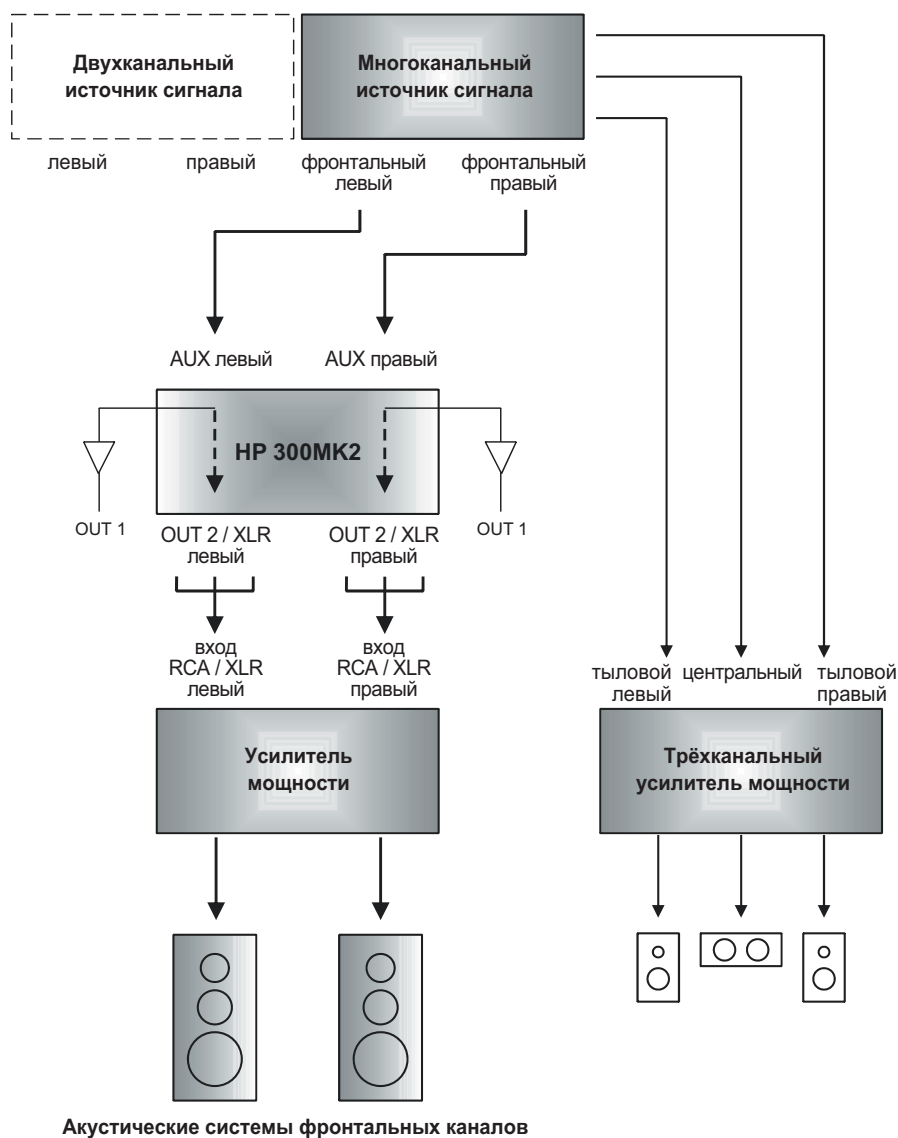 Двухканальный
источник сигнала
Многоканальный
источник сигнала
левый
правый
фронтальный
левый
фронтальный
правый
AUX левый
AUX правый
HP 300MK2
OUT 1
OUT 2 / XLR
левый
OUT 2 / XLR
правый
OUT 1
вход
RCA / XLR
левый
вход
RCA / XLR
правый
тыловой
левый
центральный
тыловой
правый
Усилитель
мощности
Трёхканальный
усилитель мощности
Акустические системы фронтальных каналов